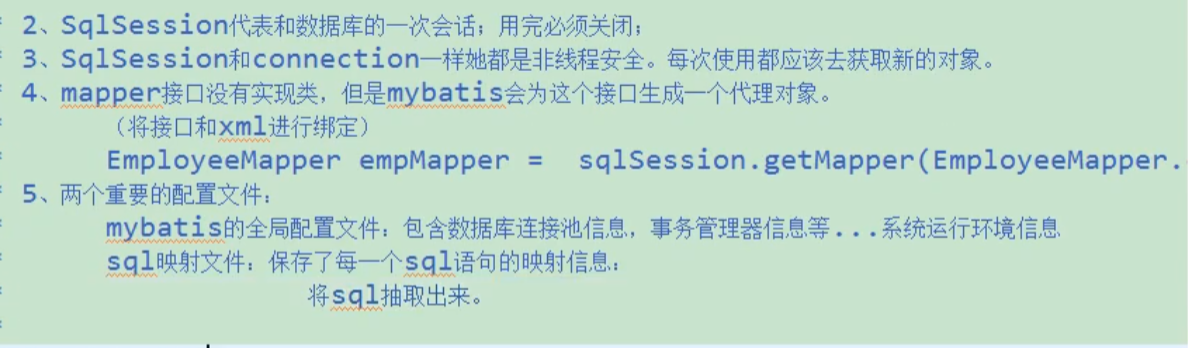 * 2、SqlSession代表和数据库的一次会话；用完必须关闭；
* 3、SqlSession和connection一样她都是非线程安全。每次使用都应该去获取新的对象。
* 4、mapper接口没有实现类，但是mybatis会为这个接口生成一个代理对象。
* （将接口和xml进行绑定）
* EmployeeMapper empMapper = sqlSession.getMapper(EmployeeMapper.
* 5、两个重要的配置文件：
* mybatis的全局配置文件：包含数据库连接池信息，事务管理器信息等...系统运行环境信息
* sql映射文件：保存了每一个sql语句的映射信息：
* 将sql抽取出来。
*